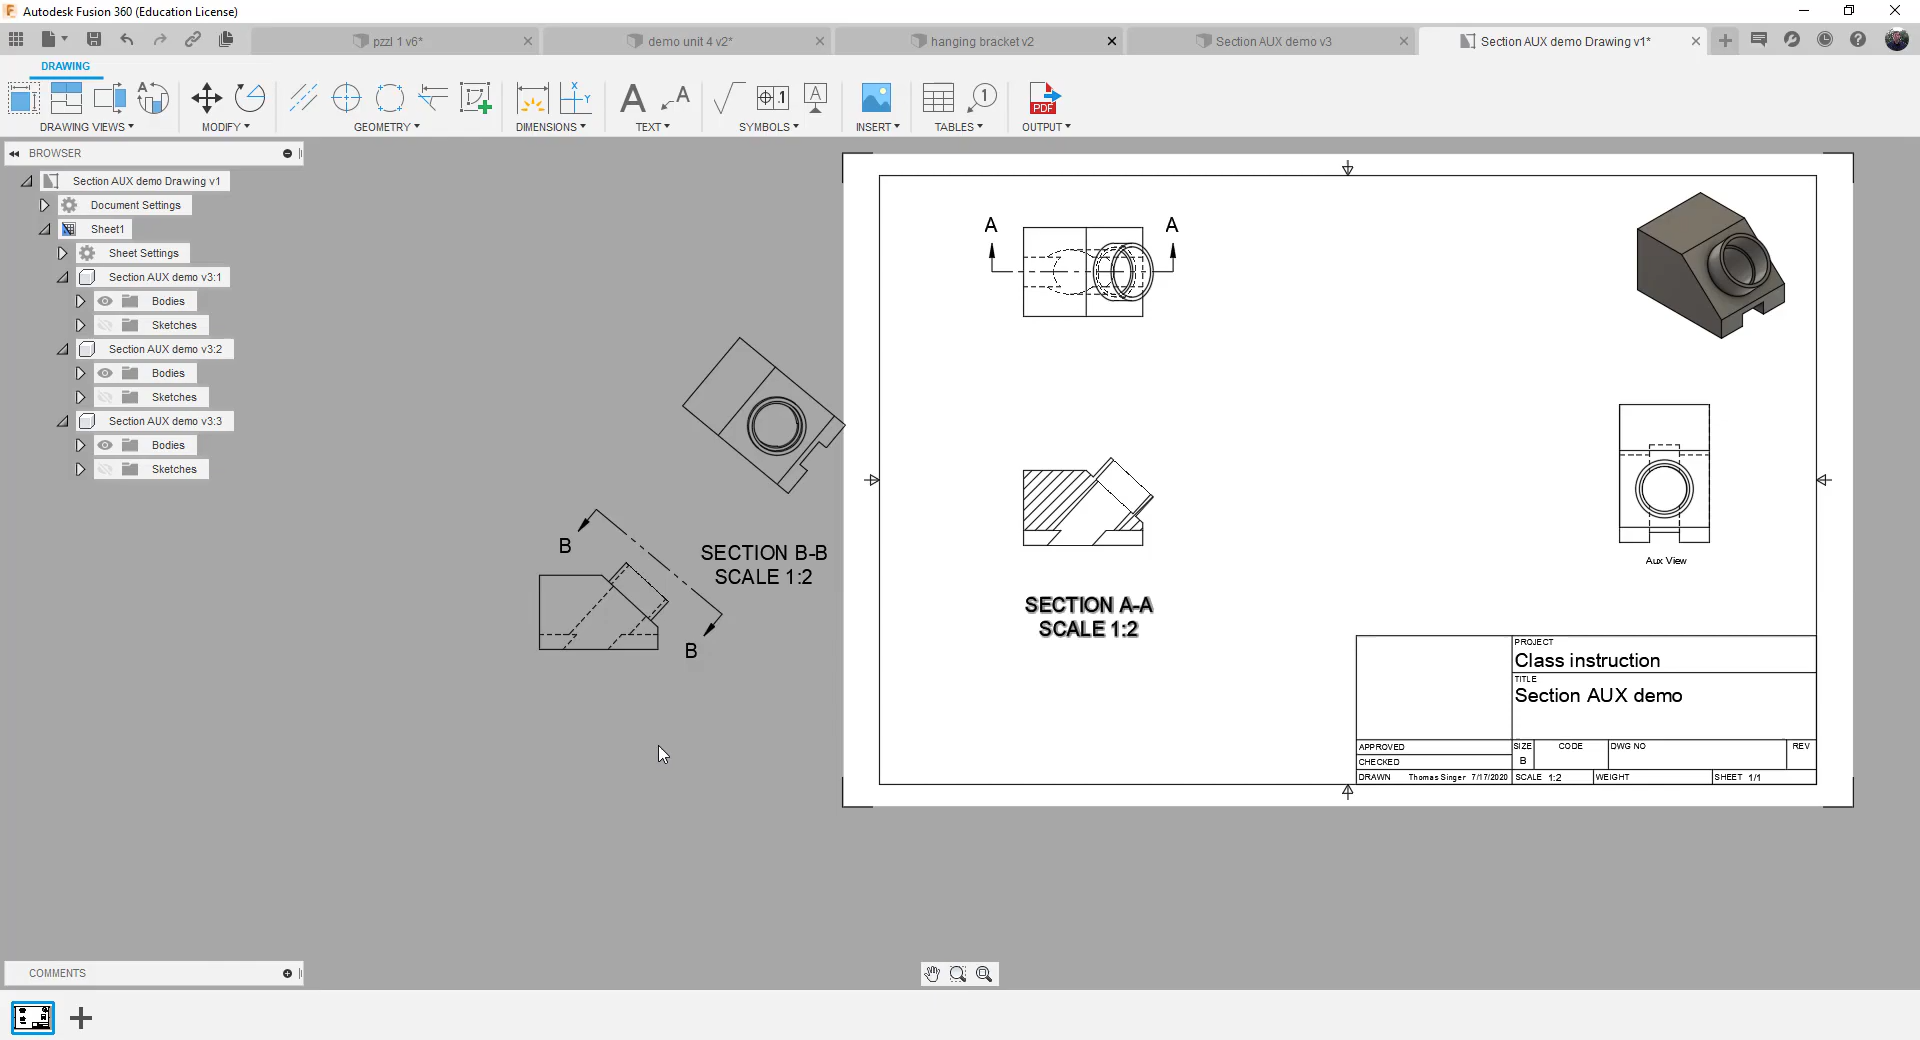 Autodesk Fusion 360 (Education License)
pzzl 1 v6*
demo unit 4 v2*
hanging bracket v2
Section AUX demo v3
Section AUX demo Drawing v1*
DRAWING
DRAWING VIEWS
MODIFY
GEOMETRY
DIMENSIONS
TEXT
SYMBOLS
INSERT
TABLES
PDF
OUTPUT
BROWSER
Section AUX demo Drawing v1
Document Settings
Sheet1
Sheet Settings
Section AUX demo v3:1
Bodies
Sketches
Section AUX demo v3:2
Bodies
Sketches
Section AUX demo v3:3
Bodies
Sketches
A A
B
SECTION B-B
SCALE 1:2
B
SECTION A-A
SCALE 1:2
Aux View
PROJECT
Class instruction
TITLE
Section AUX demo
APPROVED
CHECKED
DRAWN Thomas Singer 7/17/2020
SIZE
B
CODE
DWG NO
REV
SCALE 1:2
WEIGHT
SHEET 1/1
COMMENTS